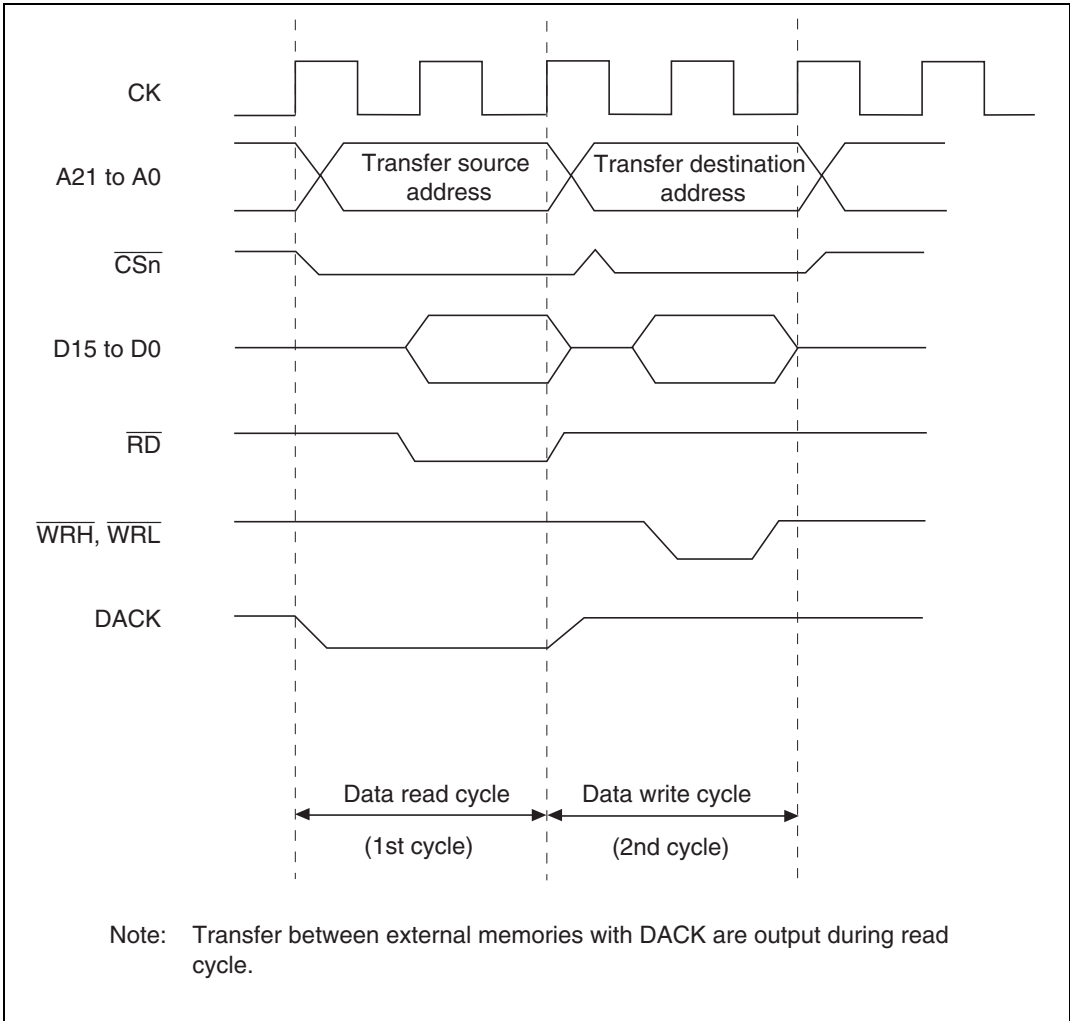 CK
A21 to A0
Transfer source
address
Transfer destination
address
CSn
D15 to D0
RD
WRH, WRL
DACK
Data read cycle
(1st cycle)
Data write cycle
(2nd cycle)
Note: Transfer between external memories with DACK are output during read
cycle.